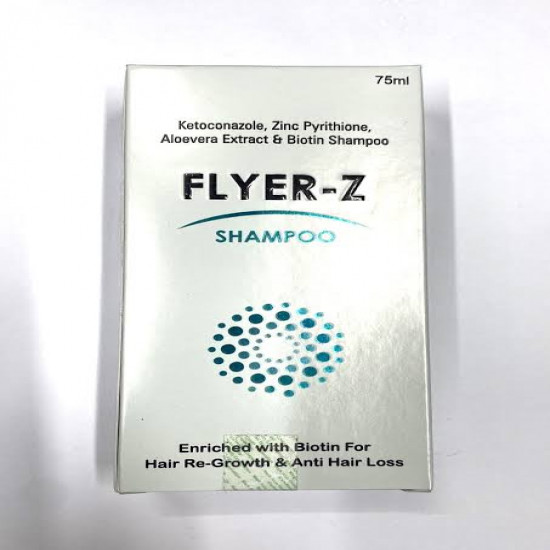 75ml
Ketoconazole, Zinc Pyrithione,
Aloevera Extract & Biotin Shampoo
FLYER-Z
SHAMPOO
Enriched with Biotin For
Hair Re-Growth & Anti Hair Loss